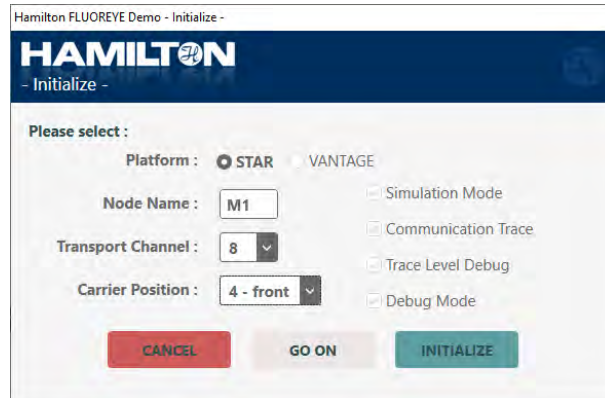 Hamilton FLUOREYE Demo - Initialize -
HAMILTON
- Initialize -
Please select :
Platform : STAR VANTAGE
Node Name : M1
Simulation Mode
Communication Trace
Transport Channel : 8
Trace Level Debug
Carrier Position : 4 - front
Debug Mode
CANCEL GO ON INITIALIZE